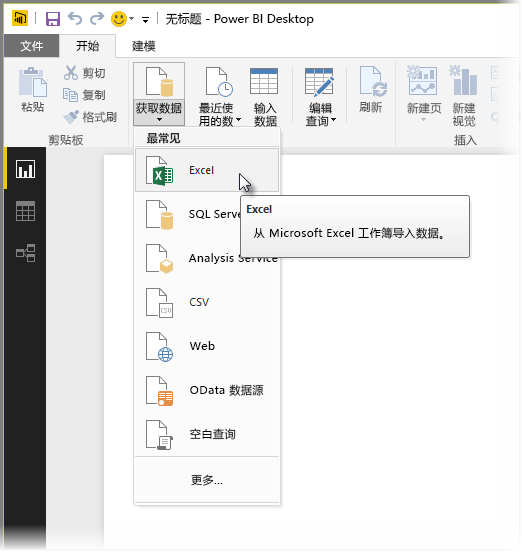 无标题 - Power BI Desktop
文件
开始
建模
粘贴
剪切
复制
格式刷
剪贴板
获取数据
最近使
用的数
输入
数据
编辑
查询
刷新
新建页
新建
视觉
插入
最常见
Excel
SQL Serve
Excel
从 Microsoft Excel 工作簿导入数据。
Analysis Service
CSV
CSV
Web
OData 数据源
空白查询
更多...